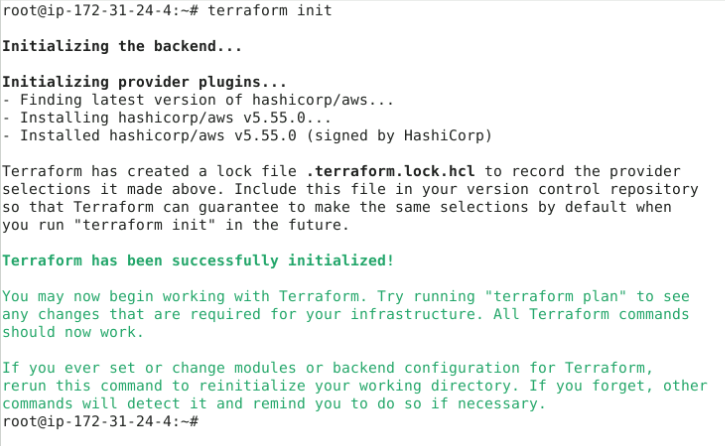 root@ip-172-31-24-4:~# terraform init
Initializing the backend...
Initializing provider plugins...
- Finding latest version of hashicorp/aws...
- Installing hashicorp/aws v5.55.0...
- Installed hashicorp/aws v5.55.0 (signed by HashiCorp)
Terraform has created a lock file .terraform.lock.hcl to record the provider
selections it made above. Include this file in your version control repository
so that Terraform can guarantee to make the same selections by default when
you run "terraform init" in the future.
Terraform has been successfully initialized!
You may now begin working with Terraform. Try running "terraform plan" to see
any changes that are required for your infrastructure. All Terraform commands
should now work.
If you ever set or change modules or backend configuration for Terraform,
rerun this command to reinitialize your working directory. If you forget, other
commands will detect it and remind you to do so if necessary.
root@ip-172-31-24-4:~#